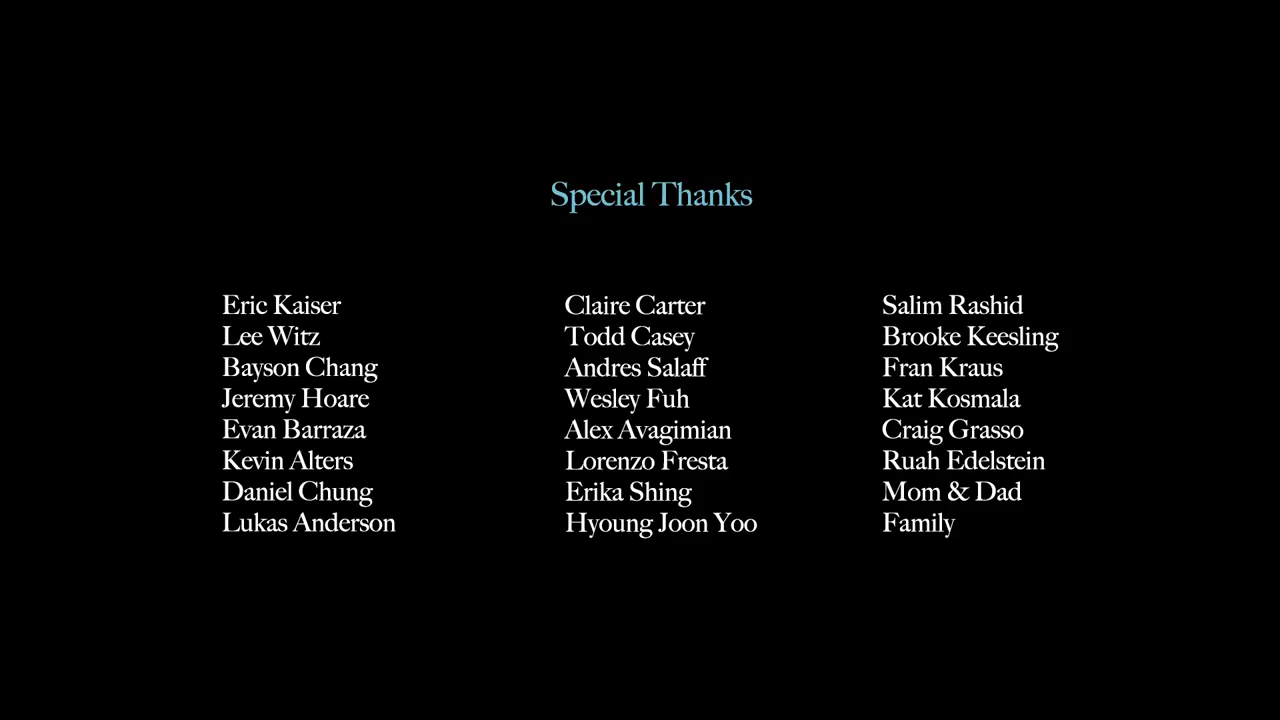 Special Thanks
Eric Kaiser
Lee Witz
Bayson Chang
Jeremy Hoare
Evan Barraza
Kevin Alters
Daniel Chung
Lukas Anderson
Claire Carter
Todd Casey
Andres Salaff
Wesley Fuh
Alex Avagimian
Lorenzo Fresta
Erika Shing
Hyoung Joon Yoo
Salim Rashid
Brooke Keesling
Fran Kraus
Kat Kosmala
Craig Grasso
Ruah Edelstein
Mom & Dad
Family